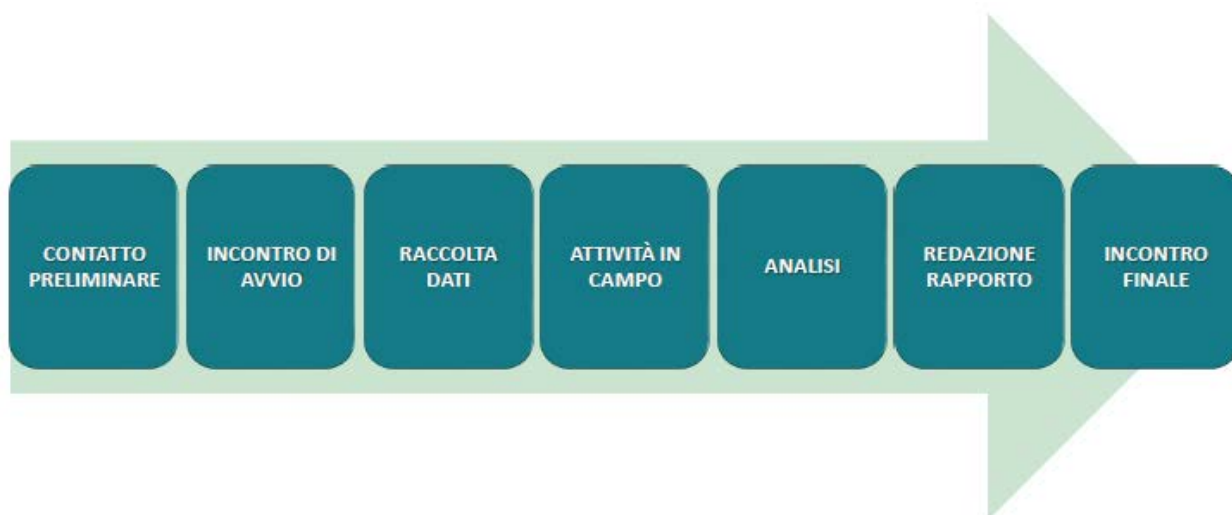 CONTATTO
PRELIMINARE
INCONTRO DI
AVVIO
RACCOLTA
DATI
ATTIVITÀ IN
CAMPO
ANALISI
REDAZIONE
RAPPORTO
INCONTRO
FINALE